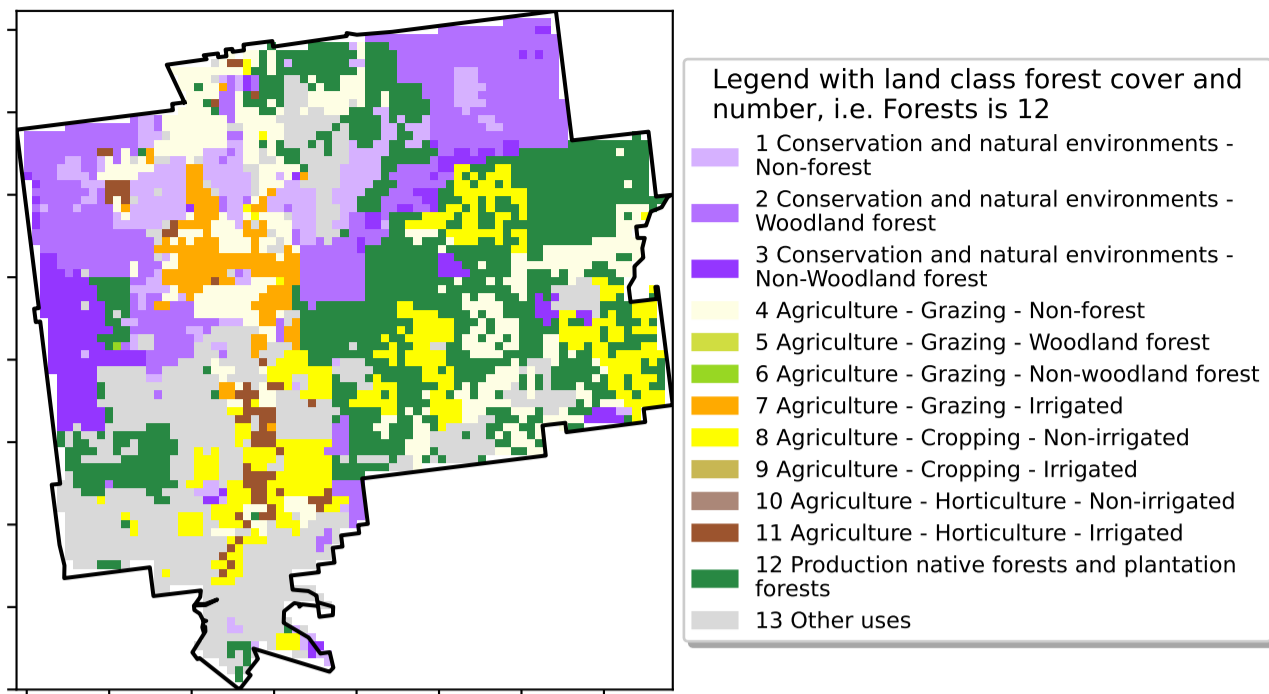 Legend with land class forest cover and
number, i.e. Forests is 12
1 Conservation and natural environments -
Non-forest
2 Conservation and natural environments -
Woodland forest
3 Conservation and natural environments -
Non-Woodland forest
4 Agriculture - Grazing - Non-forest
5 Agriculture - Grazing - Woodland forest
6 Agriculture - Grazing - Non-woodland forest
7 Agriculture - Grazing - Irrigated
8 Agriculture - Cropping - Non-irrigated
9 Agriculture - Cropping - Irrigated
10 Agriculture - Horticulture - Non-irrigated
11 Agriculture - Horticulture - Irrigated
12 Production native forests and plantation
forests
13 Other uses